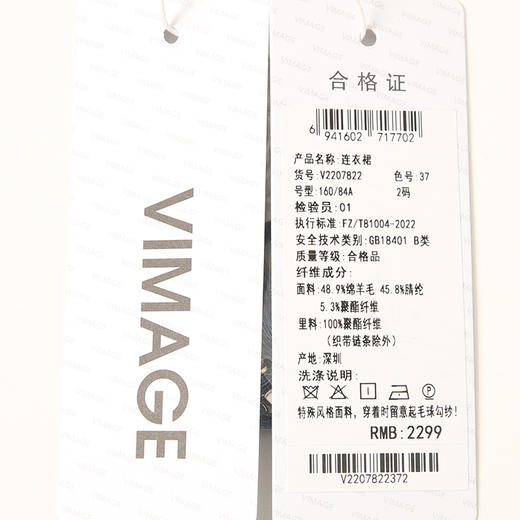 VIMAGE
合格证
6 941602 717702
产品名称:连衣裙
货号:V2207822 色号:37
号型:160/84A 2码
检验员:01
执行标准:FZ/T81004-2022
安全技术类别:GB18401 B类
质量等级:合格品
纤维成分:
面料:48.9%绵羊毛 45.8%腈纶
5.3%聚酯纤维
里料:100%聚酯纤维
(织带链条除外)
产地:深圳
洗涤说明:
特殊风格面料,穿着时留意起毛球勾纱!
RMB:2299
V2207822372